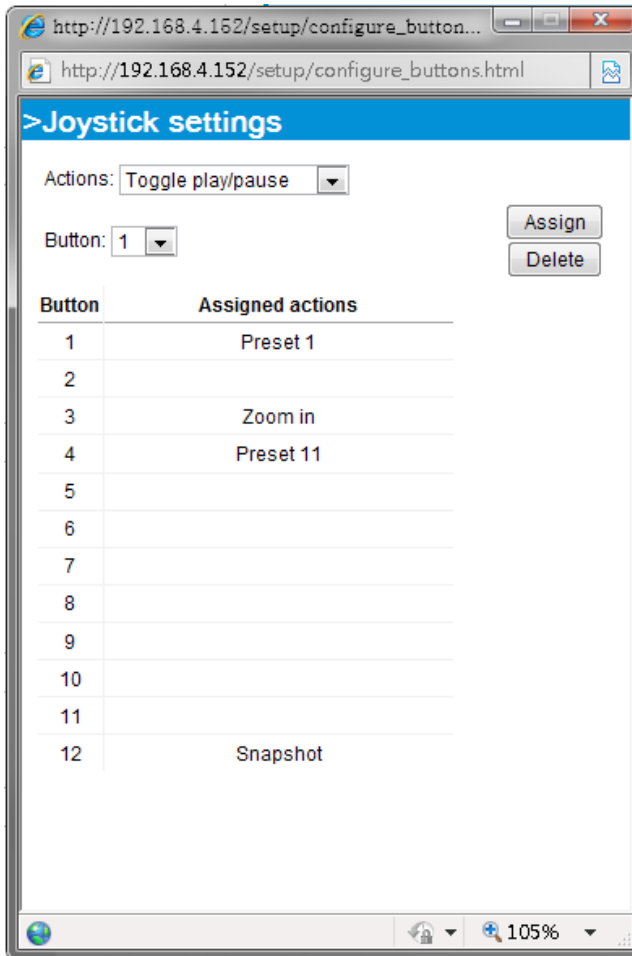 http://192.168.4.152/setup/configure_button...
http://192.168.4.152/setup/configure_buttons.html
>Joystick settings
Actions: Toggle play/pause
Button: 1
Assign
Delete
Button Assigned actions
1 Preset 1
2
3 Zoom in
4 Preset 11
5
6
7
8
9
10
11
12 Snapshot
105%